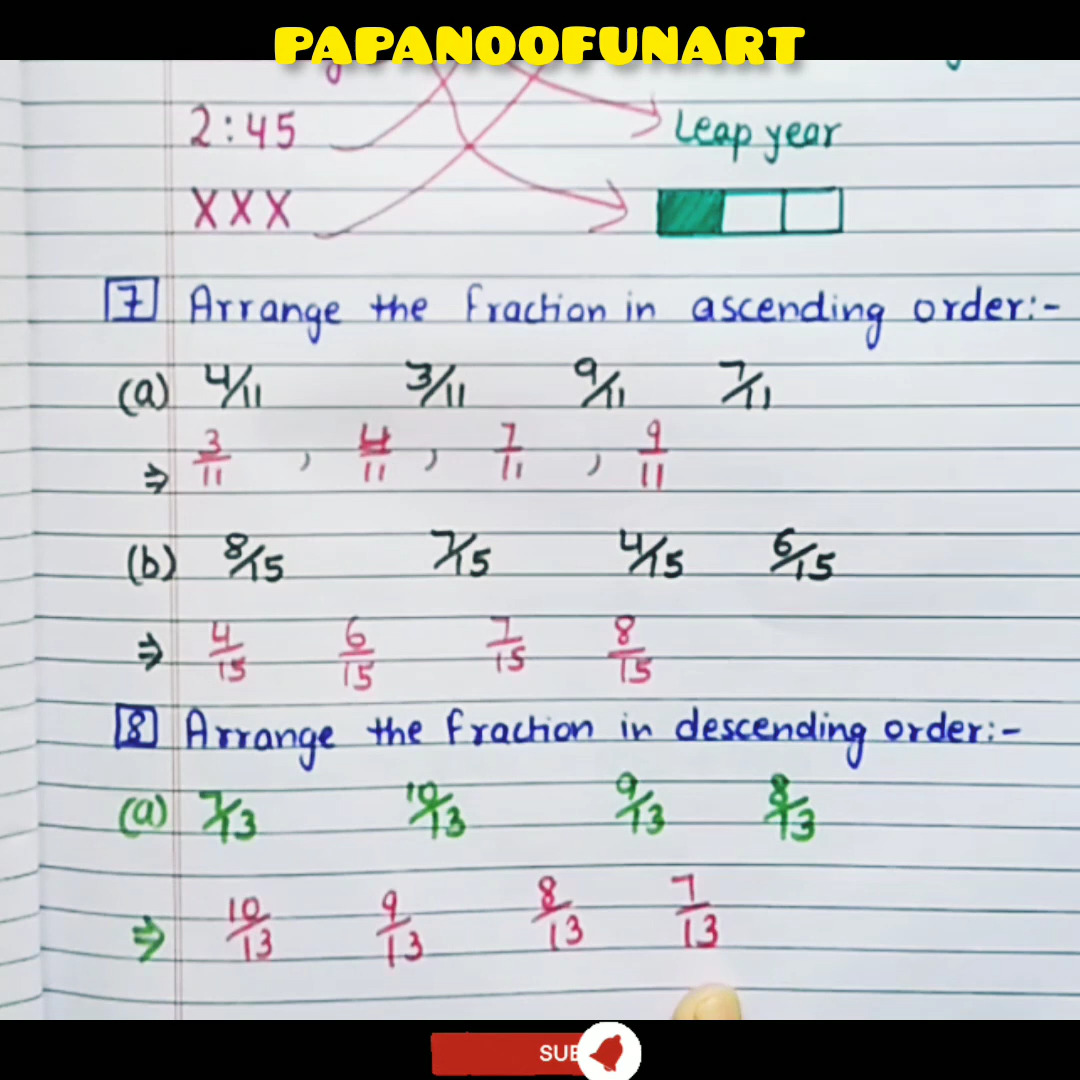 PAPANOOFUNART
2:45
Leap year
XXX
7 Arrange the fraction in ascending order:-
(a) 4/11 3/11 9/11 7/11
⇒ 3/11 , 4/11 , 7/11 , 9/11
(b) 8/15 7/15 4/15 6/15
⇒ 4/15 6/15 7/15 8/15
8 Arrange the fraction in descending order:-
(a) 7/13 10/13 9/13 8/13
⇒ 10/13 9/13 8/13 7/13